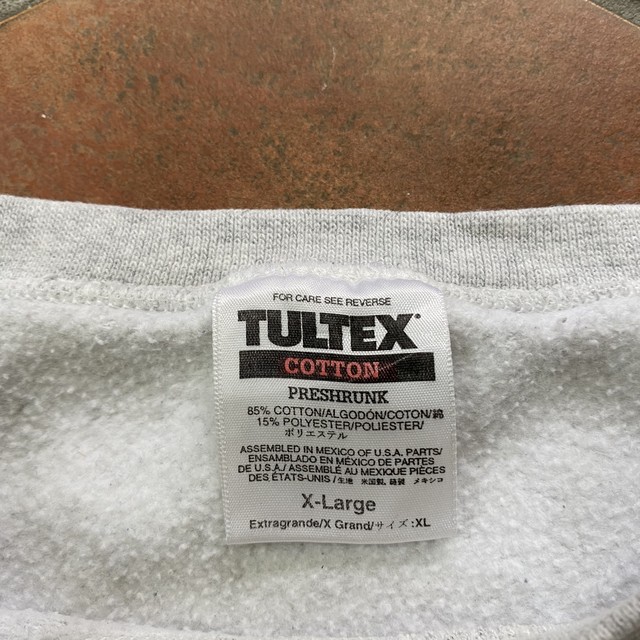 FOR CARE SEE REVERSE
TULTEX®
COTTON
PRESHRUNK
85% COTTON/ALGODÓN/COTON/綿
15% POLYESTER/POLIESTER/
ポリエステル
ASSEMBLED IN MEXICO OF U.S.A. PARTS/
ENSAMBLADO EN MÉXICO DE PARTES
DE U.S.A./ ASSEMBLÉ AU MEXIQUE PIÈCES
DES ÉTATS-UNIS/生地 米国製, 縫製 メキシコ
X-Large
Extragrande/X Grand/サイズ:XL